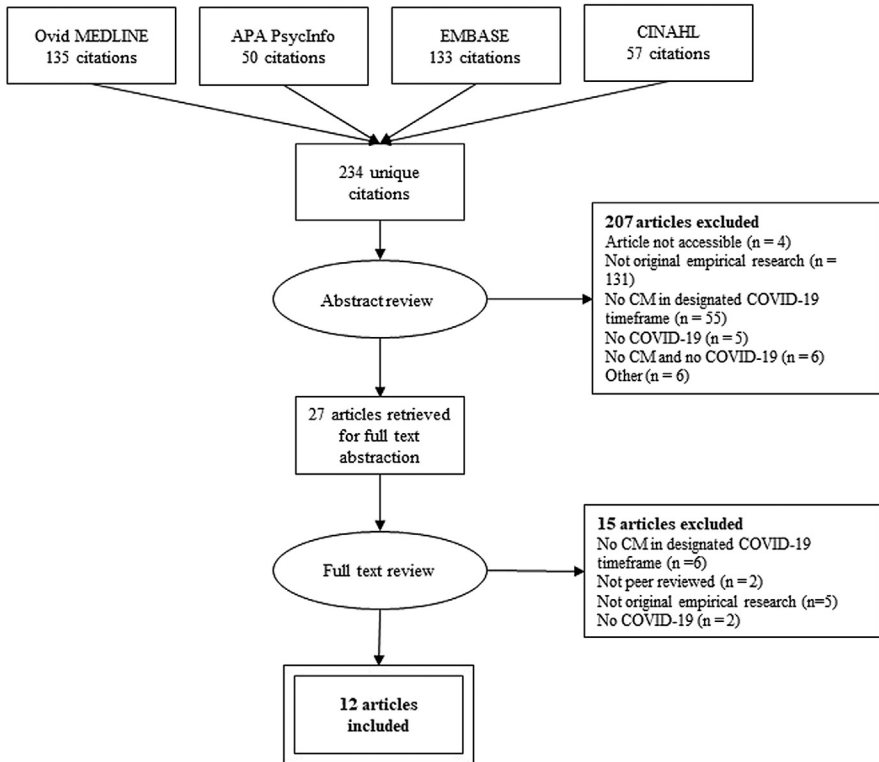 Ovid MEDLINE
135 citations
APA PsycInfo
50 citations
EMBASE
133 citations
CINAHL
57 citations
234 unique
citations
Abstract review
207 articles excluded
Article not accessible (n = 4)
Not original empirical research (n =
131)
No CM in designated COVID-19
timeframe (n = 55)
No COVID-19 (n = 5)
No CM and no COVID-19 (n = 6)
Other (n = 6)
27 articles retrieved
for full text
abstraction
Full text review
15 articles excluded
No CM in designated COVID-19
timeframe (n =6)
Not peer reviewed (n = 2)
Not original empirical research (n=5)
No COVID-19 (n = 2)
12 articles
included